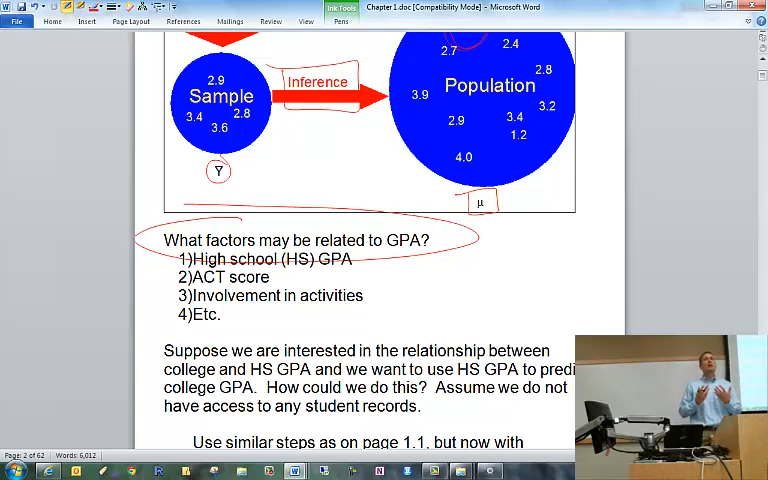 Ink Tools
Chapter 1.doc [Compatibility Mode] - Microsoft Word
File
Home
Insert
Page Layout
References
Mailings
Review
View
Pens
2.9
Sample
3.4
2.8
3.6
Inference
2.7
2.4
2.8
Population
3.9
3.2
2.9
3.4
1.2
4.0
Y
μ
What factors may be related to GPA?
1)High school (HS) GPA
2)ACT score
3)Involvement in activities
4)Etc.
Suppose we are interested in the relationship between
college and HS GPA and we want to use HS GPA to predi
college GPA. How could we do this? Assume we do not
have access to any student records.
Use similar steps as on page 1.1, but now with
Page: 2 of 62
Words: 6,012